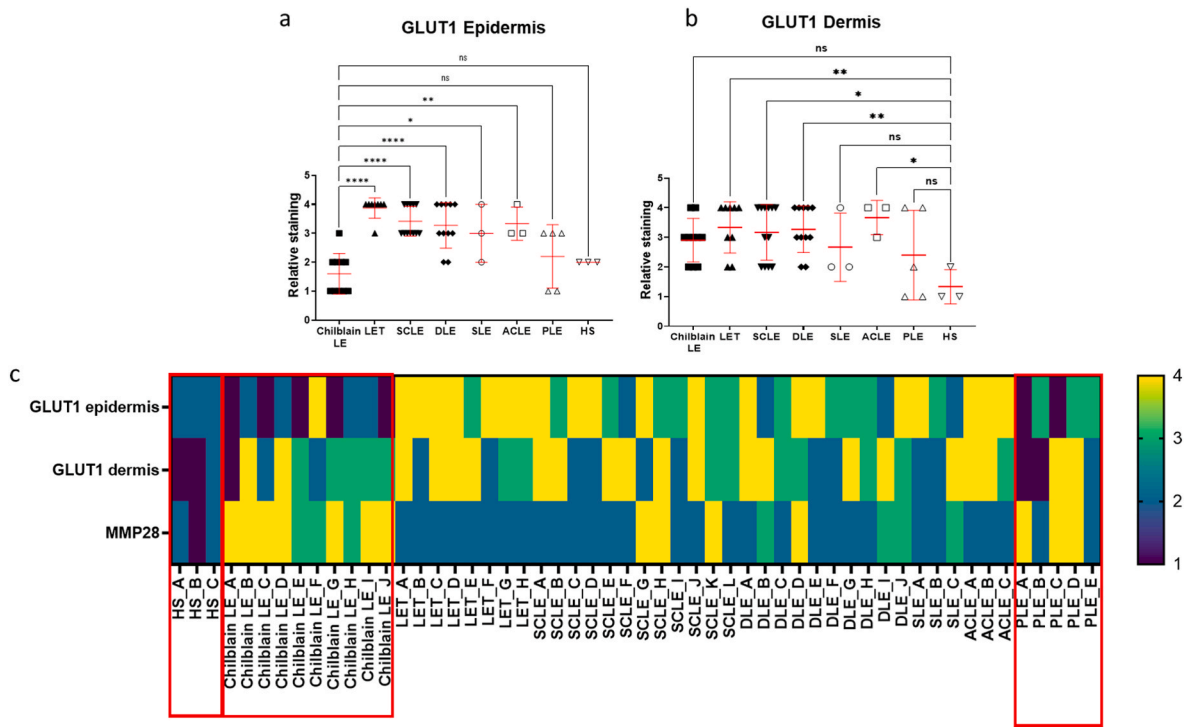 a
GLUT1 Epidermis
ns
ns
**
*
****
****
****
Relative staining
5
4
3
2
1
0
Chilblain LE
LET
SCLE
DLE
SLE
ACLE
PLE
HS
b
GLUT1 Dermis
ns
**
*
**
ns
*
ns
Relative staining
5
4
3
2
1
0
Chilblain LE
LET
SCLE
DLE
SLE
ACLE
PLE
HS
c
GLUT1 epidermis
GLUT1 dermis
MMP28
4
3
2
1
HS_A
HS_B
HS_C
Chilblain LE_A
Chilblain LE_B
Chilblain LE_C
Chilblain LE_D
Chilblain LE_E
Chilblain LE_F
Chilblain LE_G
Chilblain LE_H
Chilblain LE_I
Chilblain LE_J
LET_A
LET_B
LET_C
LET_D
LET_E
LET_F
LET_G
LET_H
SCLE_A
SCLE_B
SCLE_C
SCLE_D
SCLE_E
SCLE_F
SCLE_G
SCLE_H
SCLE_I
SCLE_J
SCLE_K
SCLE_L
DLE_A
DLE_B
DLE_C
DLE_D
DLE_E
DLE_F
DLE_G
DLE_H
DLE_I
DLE_J
SLE_A
SLE_B
SLE_C
ACLE_A
ACLE_B
ACLE_C
PLE_A
PLE_B
PLE_C
PLE_D
PLE_E